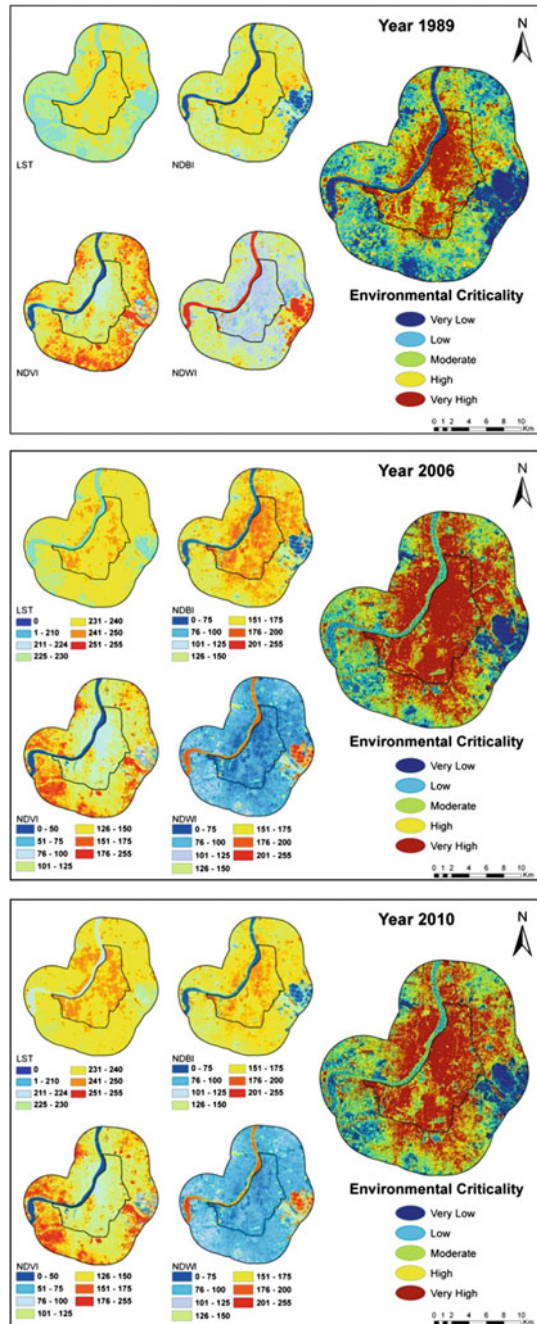 Year 1989
N
LST
NDBI
NDVI
NDWI
Environmental Criticality
Very Low
Low
Moderate
High
Very High
0 1 2 4 6 8 10
Km
Year 2006
N
LST
0
1 - 210
211 - 224
225 - 230
231 - 240
241 - 250
251 - 255
NDBI
0 - 75
76 - 100
101 - 125
126 - 150
151 - 175
176 - 200
201 - 255
NDVI
0 - 50
51 - 75
76 - 100
101 - 125
126 - 150
151 - 175
176 - 255
NDWI
0 - 75
76 - 100
101 - 125
126 - 150
151 - 175
176 - 200
201 - 255
Environmental Criticality
Very Low
Low
Moderate
High
Very High
0 1 2 4 6 8 10
Km
Year 2010
N
LST
0
1 - 210
211 - 224
225 - 230
231 - 240
241 - 250
251 - 255
NDBI
0 - 75
76 - 100
101 - 125
126 - 150
151 - 175
176 - 200
201 - 255
NDVI
0 - 50
51 - 75
76 - 100
101 - 125
126 - 150
151 - 175
176 - 255
NDWI
0 - 75
76 - 100
101 - 125
126 - 150
151 - 175
176 - 200
201 - 255
Environmental Criticality
Very Low
Low
Moderate
High
Very High
0 1 2 4 6 8 10
Km